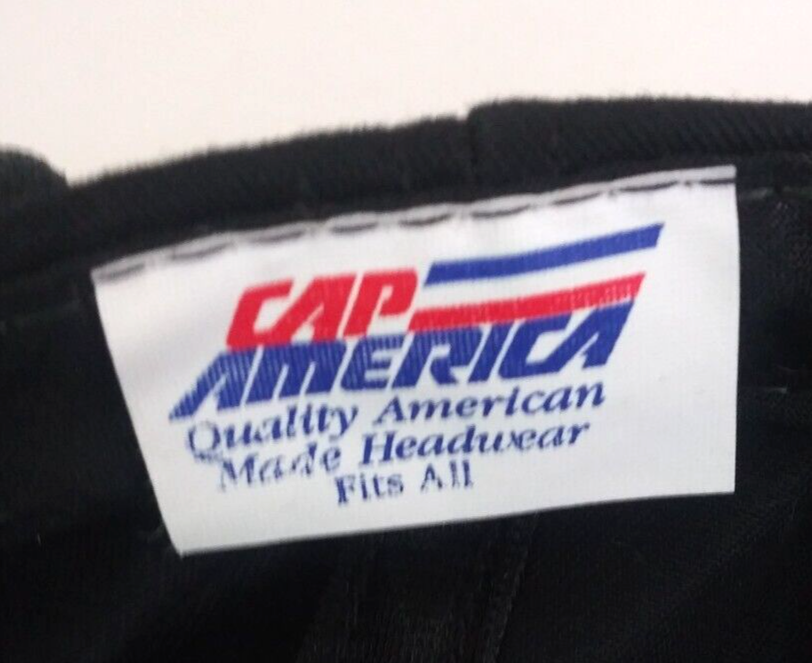 CAP
AMERICA
Quality American
Made Headwear
Fits All